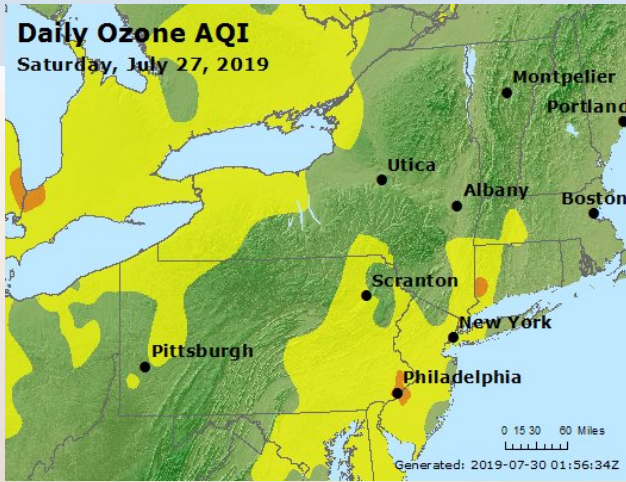 Daily Ozone AQI
Saturday, July 27, 2019
Montpelier
Portland
Utica
Albany
Boston
Scranton
New York
Pittsburgh
Philadelphia
0 15 30 60 Miles
Generated: 2019-07-30 01:56:34Z